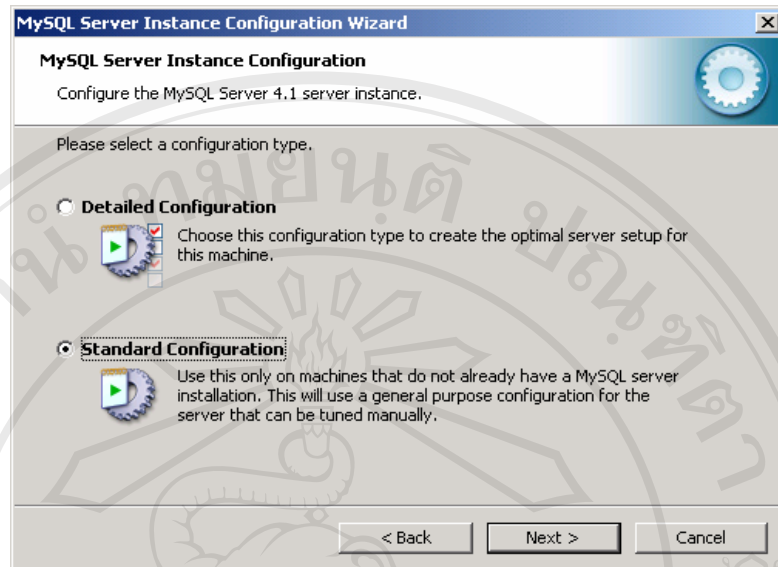 MySQL Server Instance Configuration Wizard
MySQL Server Instance Configuration
Configure the MySQL Server 4.1 server instance.
Please select a configuration type.
Detailed Configuration
Choose this configuration type to create the optimal server setup for
this machine.
Standard Configuration
Use this only on machines that do not already have a MySQL server
installation. This will use a general purpose configuration for the
server that can be tuned manually.
< Back
Next >
Cancel